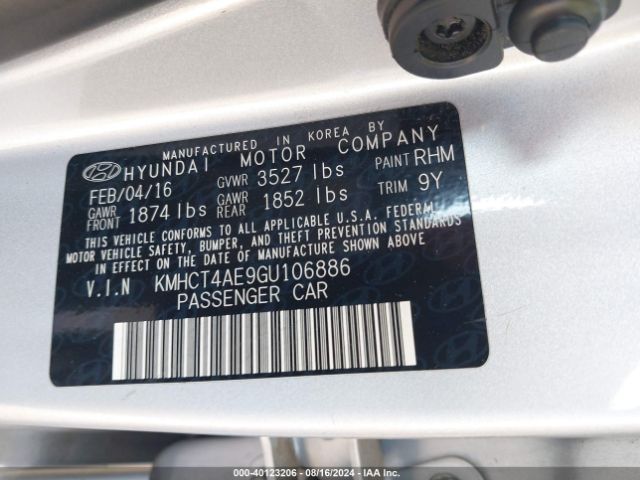 MANUFACTURED IN KOREA BY
HYUNDAI MOTOR COMPANY
FEB/04/16 GVWR 3527 lbs PAINT RHM
GAWR FRONT 1874 lbs GAWR REAR 1852 lbs TRIM 9Y
THIS VEHICLE CONFORMS TO ALL APPLICABLE U.S.A. FEDERAL
MOTOR VEHICLE SAFETY, BUMPER, AND THEFT PREVENTION STANDARDS
IN EFFECT ON THE DATE OF MANUFACTURE SHOWN ABOVE
V.I.N KMHCT4AE9GU106886
PASSENGER CAR
000-40123206 - 08/16/2024 - IAA Inc.